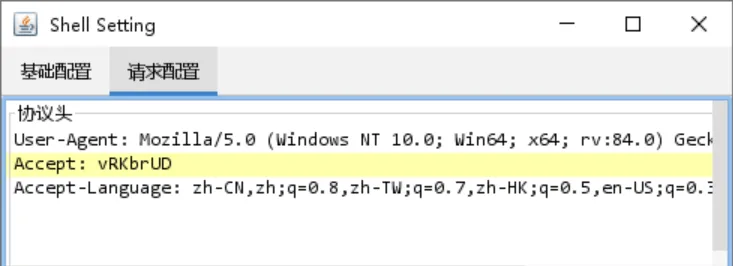 Shell Setting
基础配置 请求配置
协议头
User-Agent: Mozilla/5.0 (Windows NT 10.0; Win64; x64; rv:84.0) Geck
Accept: vRKbrUD
Accept-Language: zh-CN,zh;q=0.8,zh-TW;q=0.7,zh-HK;q=0.5,en-US;q=0.3